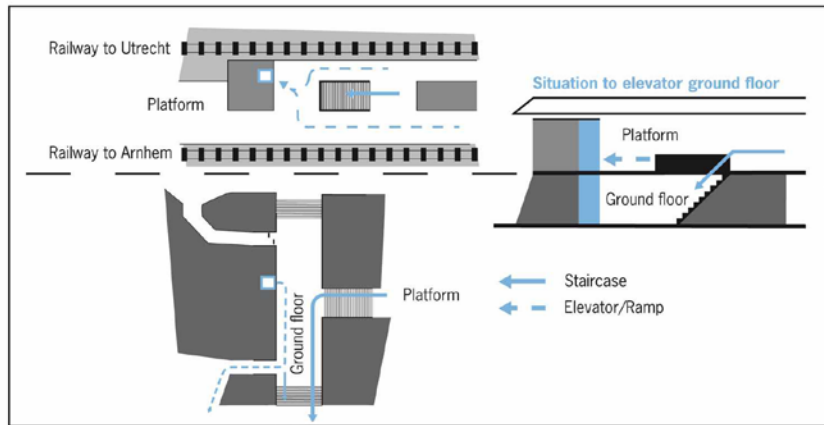 Railway to Utrecht
Platform
Railway to Arnhem
Situation to elevator ground floor
Platform
Ground floor
Ground floor
Platform
Staircase
Elevator/Ramp